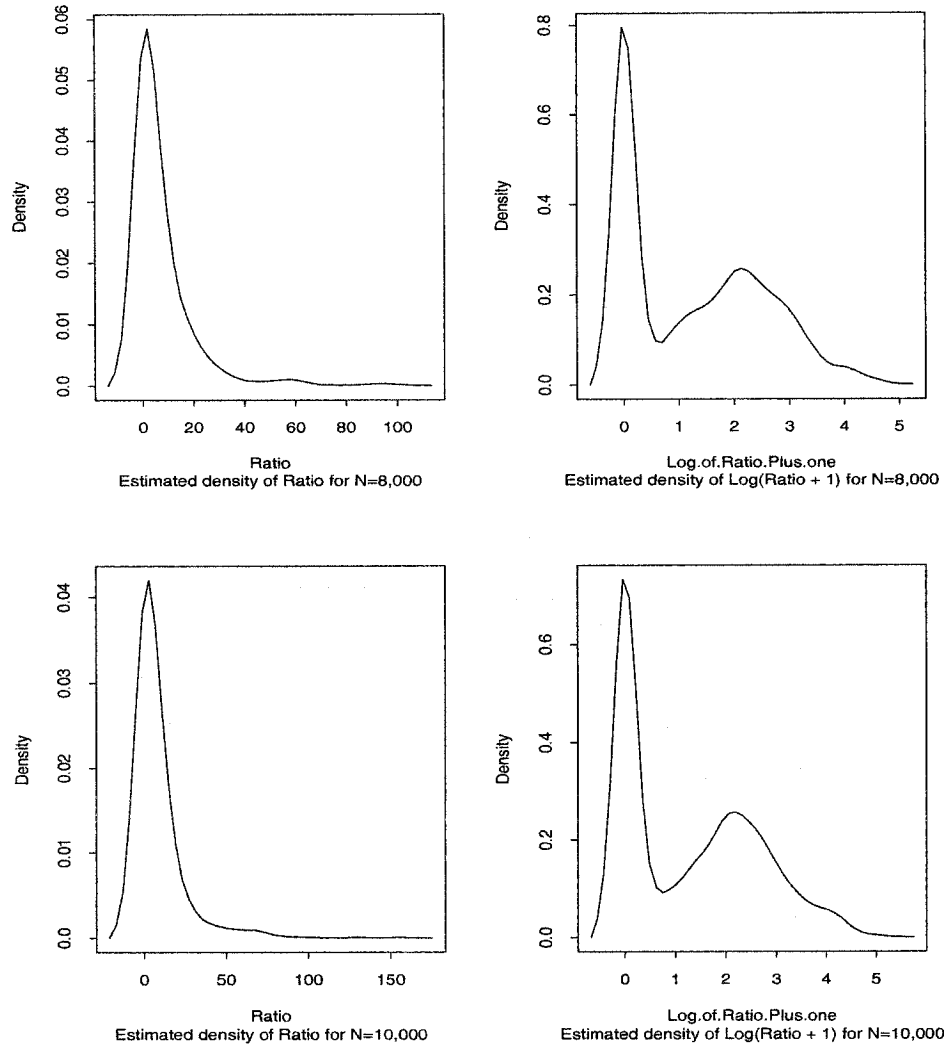 0.06
0.05
0.04
0.03
0.02
0.01
0.0
Density
0 20 40 60 80 100
Ratio
Estimated density of Ratio for N=8,000
0.8
0.6
0.4
0.2
0.0
Density
0 1 2 3 4 5
Log.of.Ratio.Plus.one
Estimated density of Log(Ratio + 1) for N=8,000
0.04
0.03
0.02
0.01
0.0
Density
0 50 100 150
Ratio
Estimated density of Ratio for N=10,000
0.6
0.4
0.2
0.0
Density
0 1 2 3 4 5
Log.of.Ratio.Plus.one
Estimated density of Log(Ratio + 1) for N=10,000